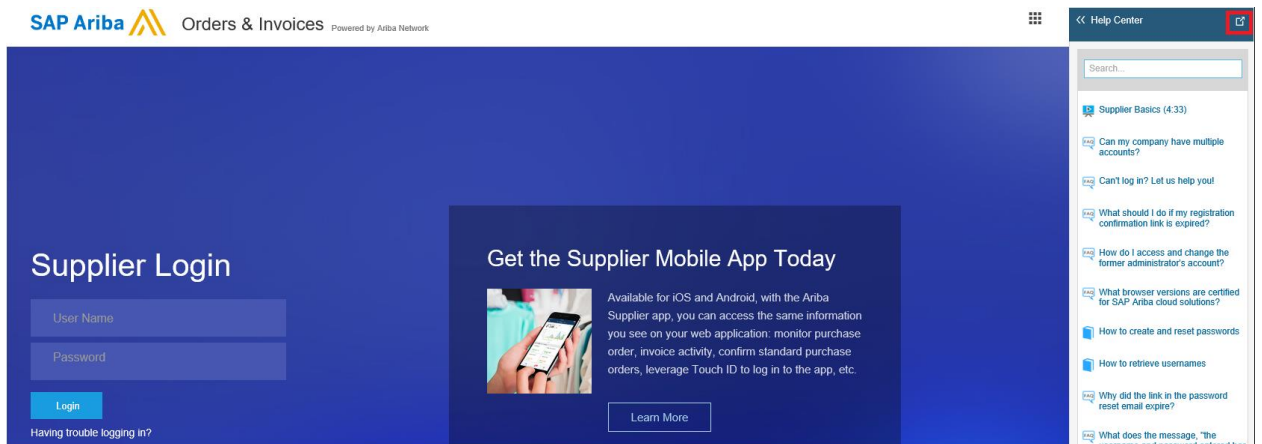 SAP Ariba
Orders & Invoices Powered by Ariba Network
Supplier Login
User Name
Password
Login
Having trouble logging in?
Get the Supplier Mobile App Today
Available for iOS and Android, with the Ariba
Supplier app, you can access the same information
you see on your web application: monitor purchase
order, invoice activity, confirm standard purchase
orders, leverage Touch ID to log in to the app, etc.
Learn More
Help Center
Search...
Supplier Basics (4:33)
FAQ Can my company have multiple
accounts?
FAQ Can't log in? Let us help you!
FAQ What should I do if my registration
confirmation link is expired?
FAQ How do I access and change the
former administrator's account?
FAQ What browser versions are certified
for SAP Ariba cloud solutions?
How to create and reset passwords
How to retrieve usernames
FAQ Why did the link in the password
reset email expire?
FAQ What does the message, "the